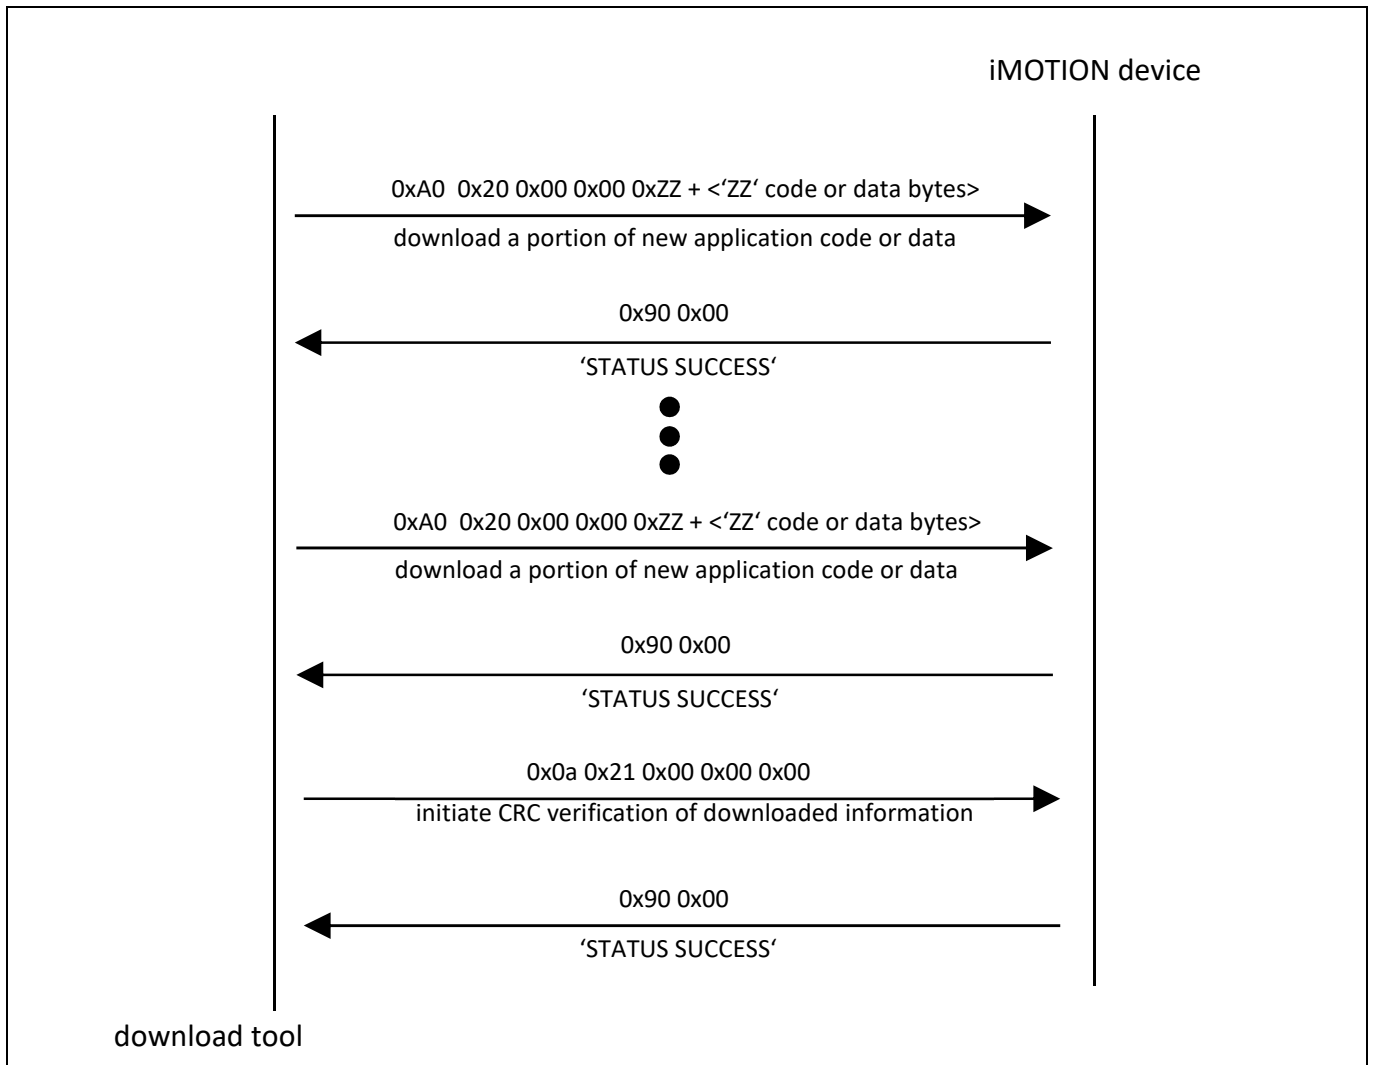 iMOTION device
0xA0  0x20 0x00 0x00 0xZZ + <‘ZZ‘ code or data bytes>
download a portion of new application code or data
0x90 0x00
‘STATUS SUCCESS‘
0xA0  0x20 0x00 0x00 0xZZ + <‘ZZ‘ code or data bytes>
download a portion of new application code or data
0x90 0x00
‘STATUS SUCCESS‘
0x0a 0x21 0x00 0x00 0x00
initiate CRC verification of downloaded information
0x90 0x00
‘STATUS SUCCESS‘
download tool